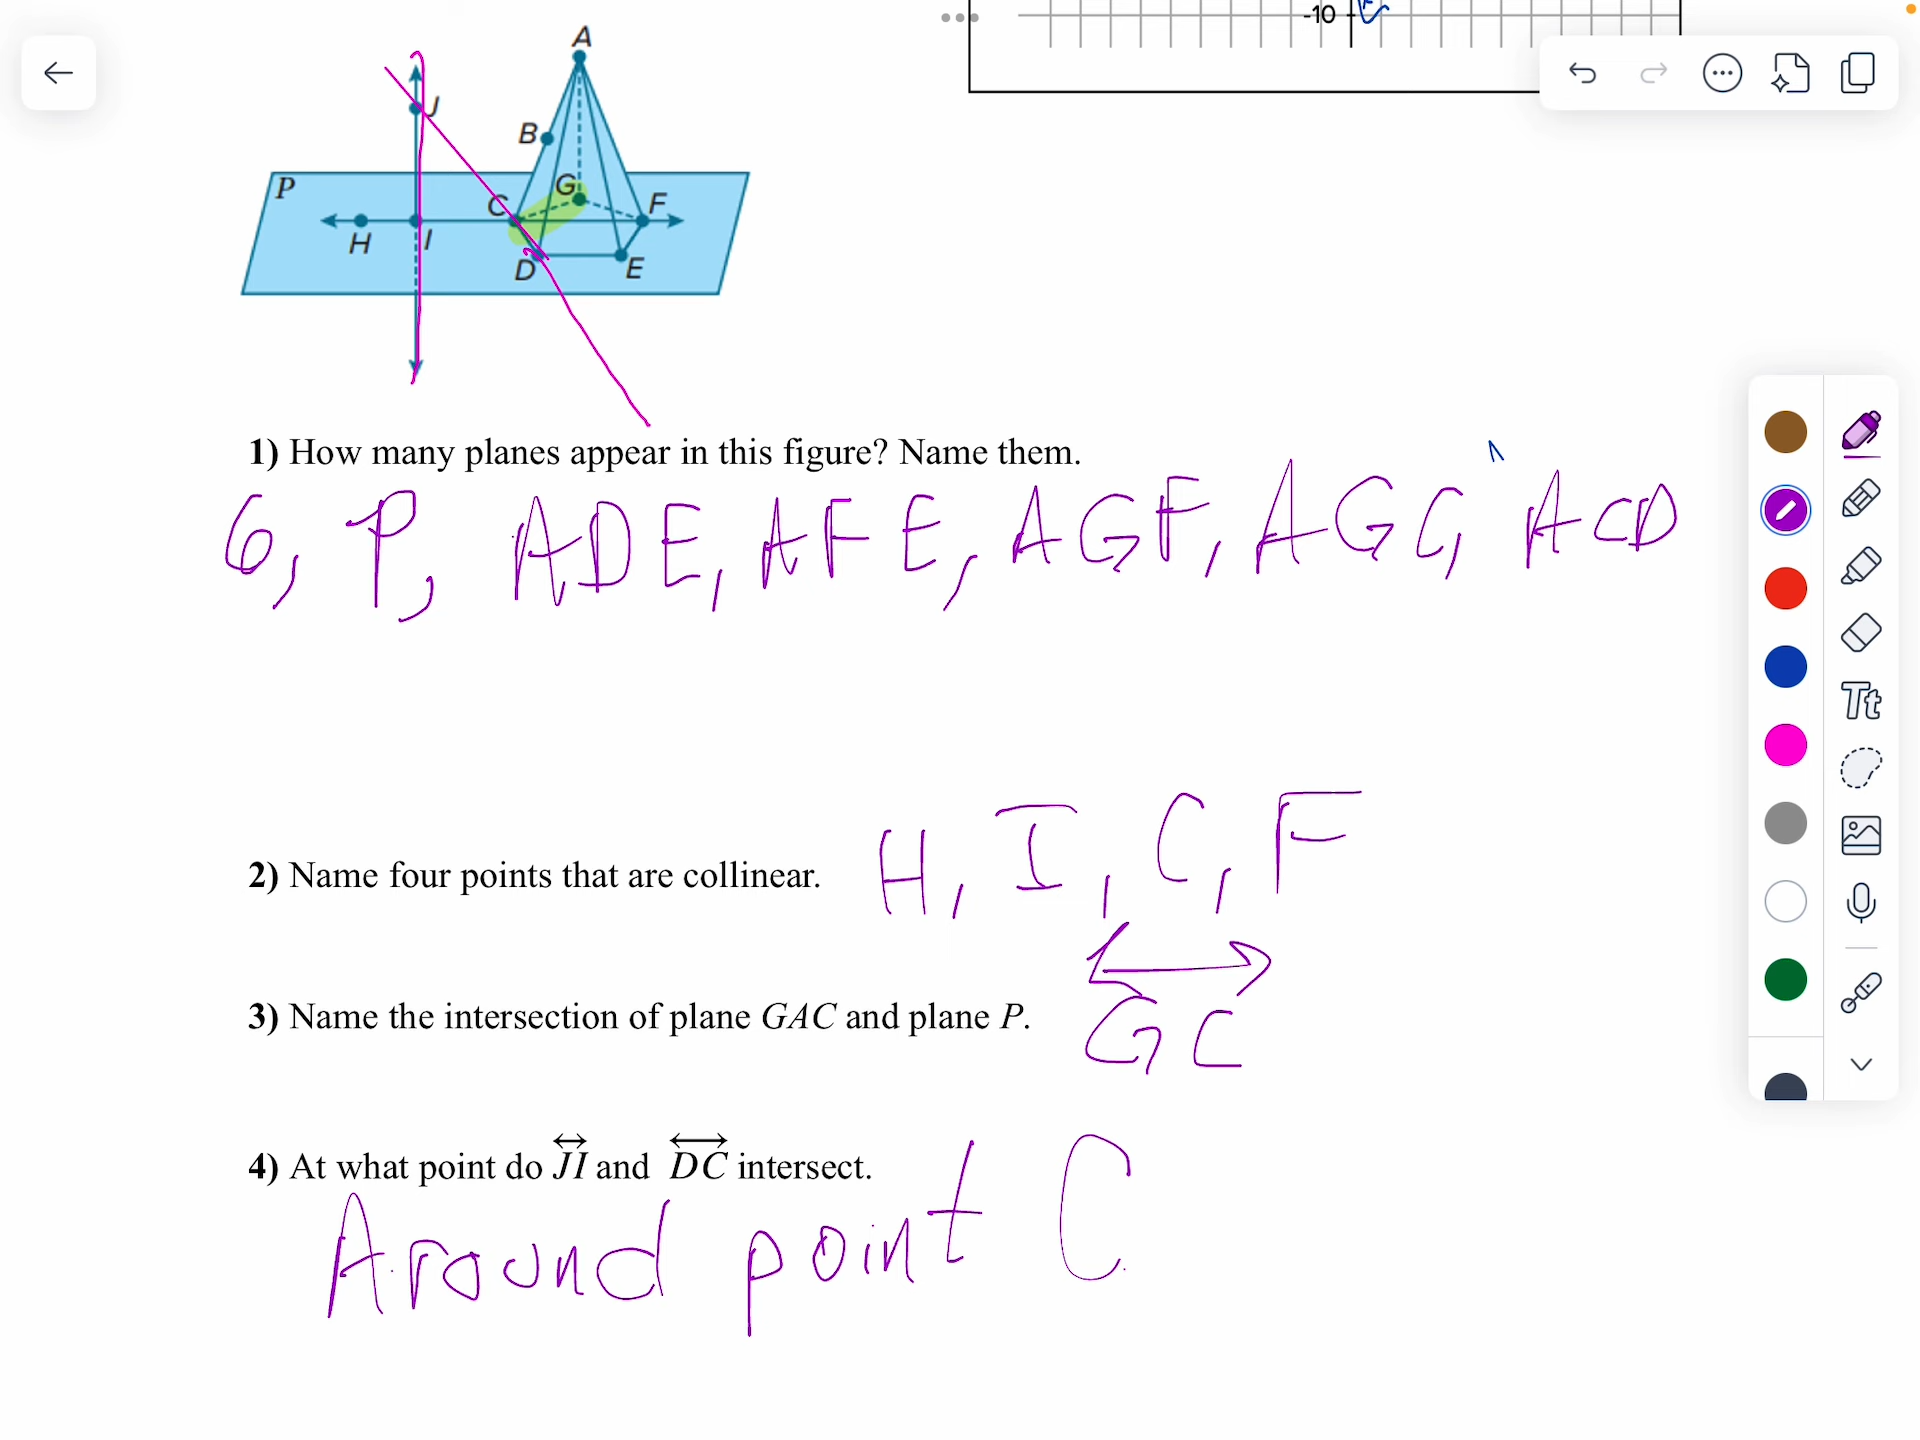 -10
A
J
B
P
G
C
F
H
I
D
E
1) How many planes appear in this figure? Name them.
6, P, ADE, AFE, AGF, AGC, ACD
2) Name four points that are collinear.
H, I, C, F
3) Name the intersection of plane GAC and plane P.
GC
4) At what point do JI and DC intersect.
Around point C.
Tt